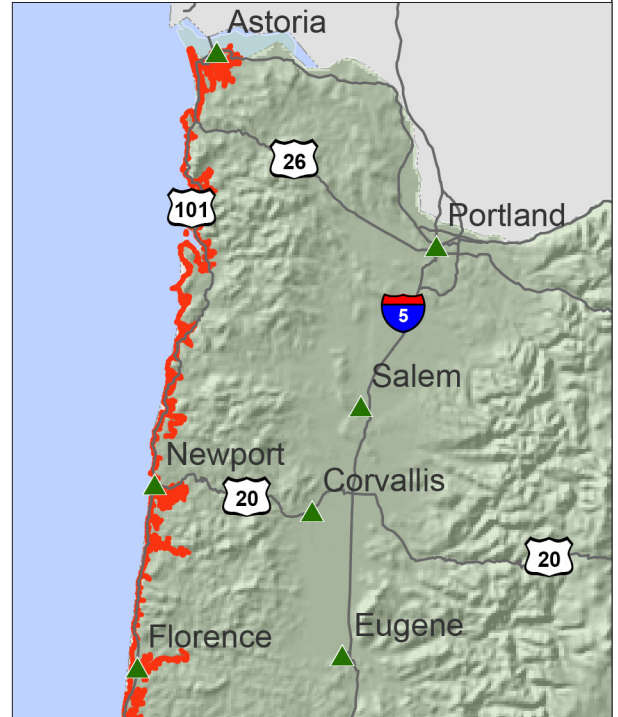 Astoria
26
101
Portland
5
Salem
Newport
Corvallis
20
20
Florence
Eugene